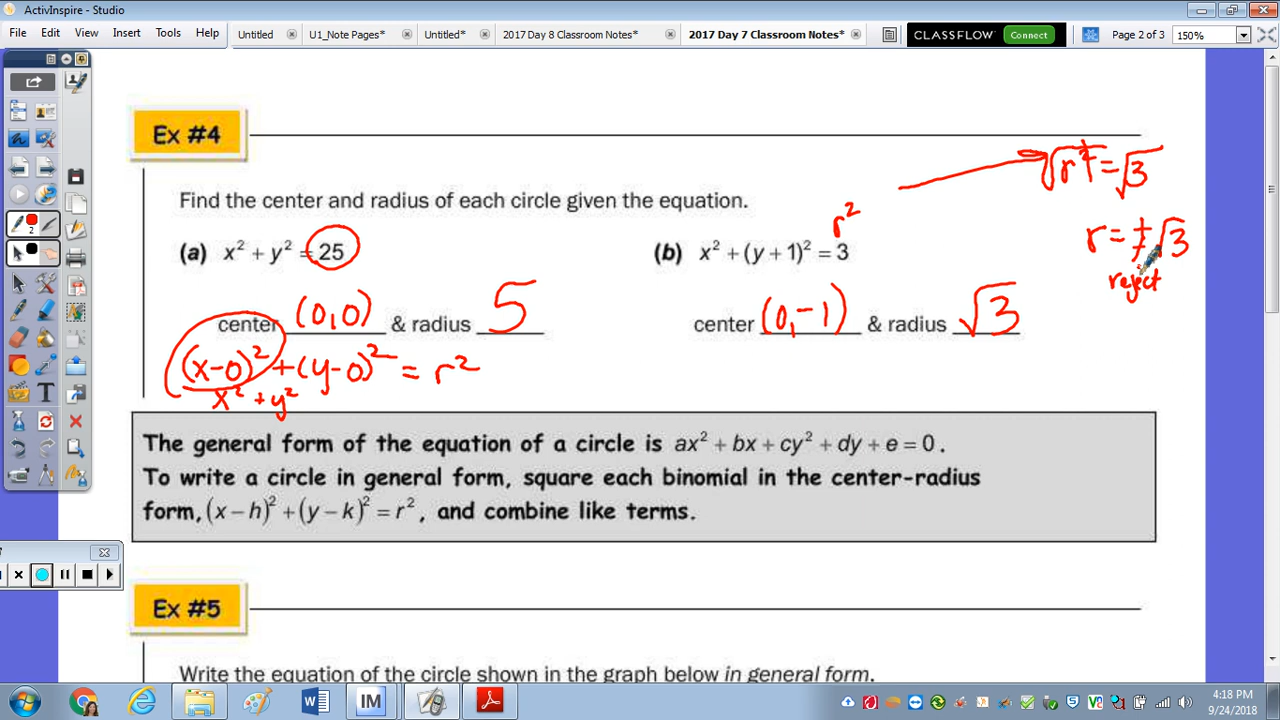 ActivInspire - Studio
File Edit View Insert Tools Help Untitled U1_Note Pages* Untitled* 2017 Day 6 Classroom Notes* 2017 Day 7 Classroom Notes* CLASSFLOW Connect Page 2 of 3 150%
Ex #4
√r² = √3
Find the center and radius of each circle given the equation.
r²
r = ±√3
(a) x² + y² = 25 (b) x² + (y + 1)² = 3
reject
center (0,0) & radius 5 center (0,-1) & radius √3
(x-0)² + (y-0)² = r²
x² + y²
The general form of the equation of a circle is ax² + bx + cy² + dy + e = 0.
To write a circle in general form, square each binomial in the center-radius
form, (x – h)² + (y – k)² = r², and combine like terms.
Ex #5
Write the equation of the circle shown in the graph below in general form.
IM
4:18 PM
9/24/2018